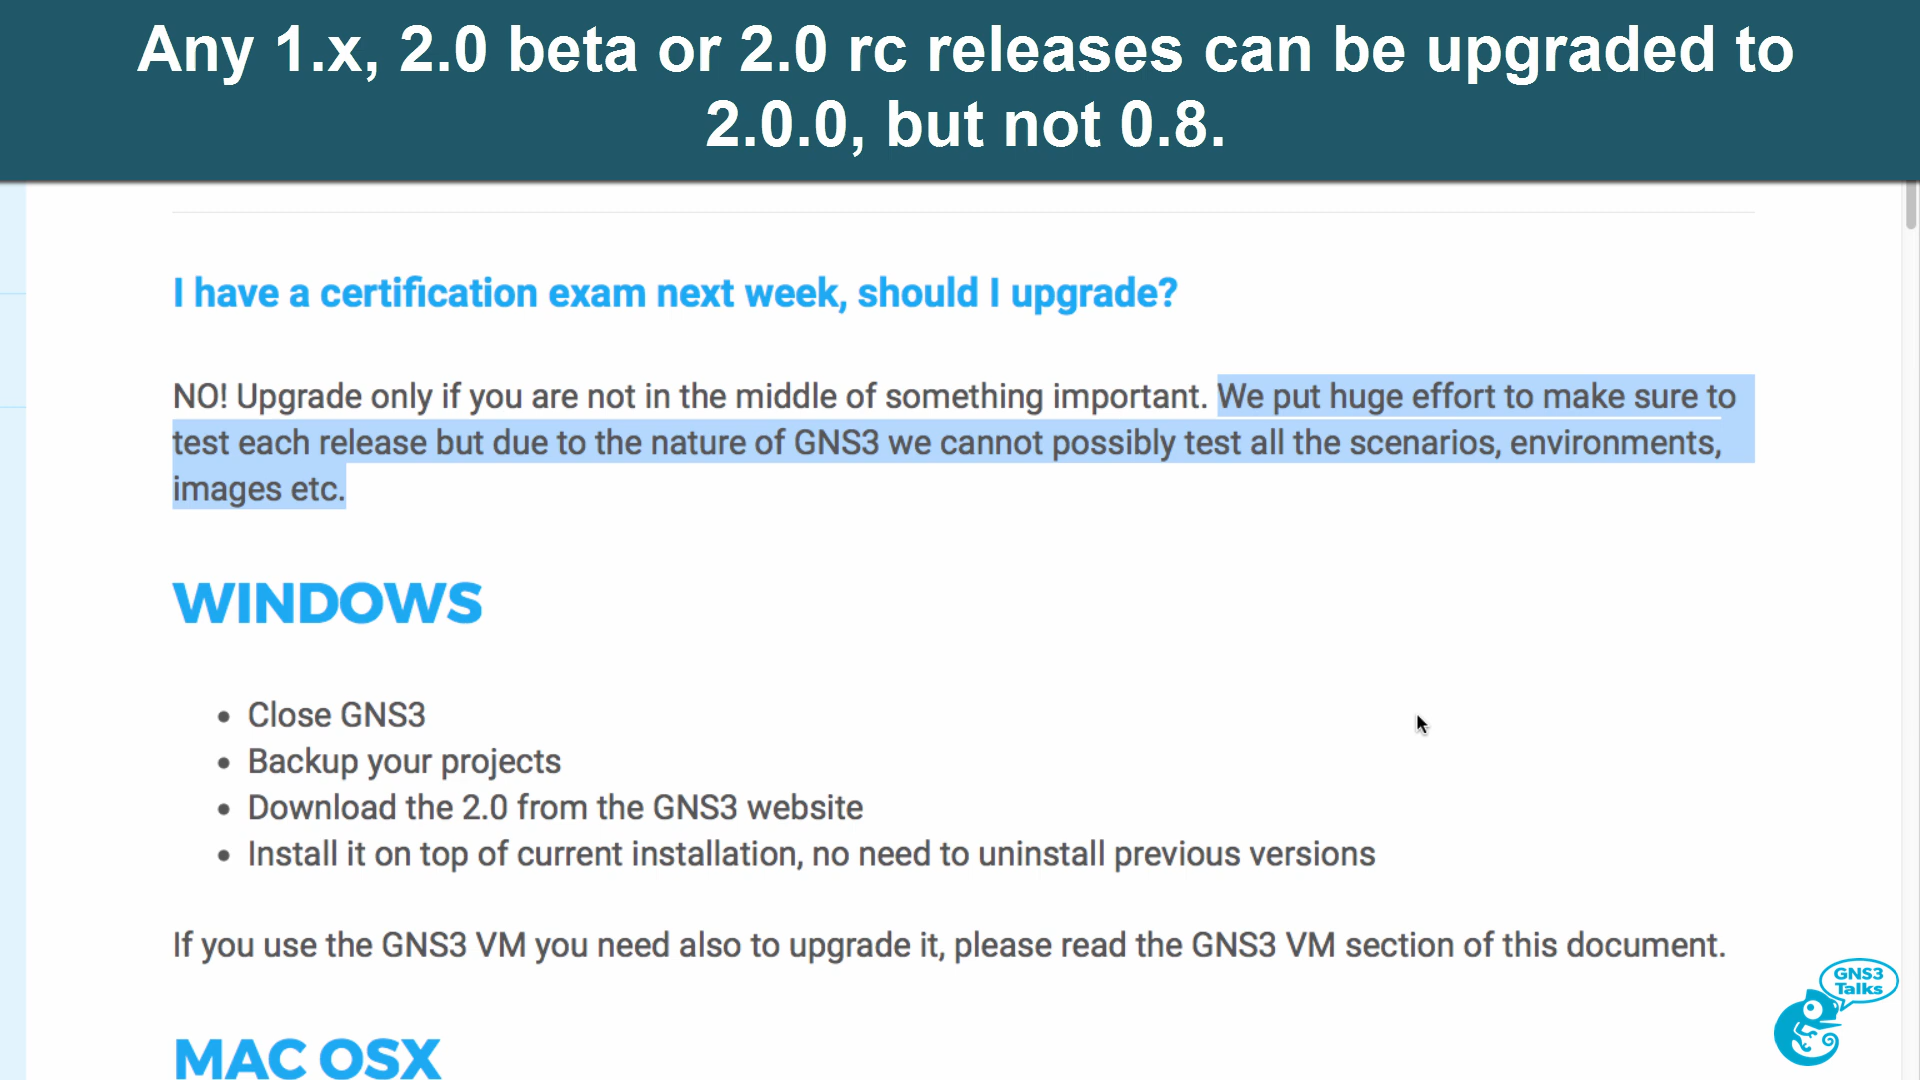 Any 1.x, 2.0 beta or 2.0 rc releases can be upgraded to
2.0.0, but not 0.8.
I have a certification exam next week, should I upgrade?
NO! Upgrade only if you are not in the middle of something important. We put huge effort to make sure to
test each release but due to the nature of GNS3 we cannot possibly test all the scenarios, environments,
images etc.
WINDOWS
• Close GNS3
• Backup your projects
• Download the 2.0 from the GNS3 website
• Install it on top of current installation, no need to uninstall previous versions
If you use the GNS3 VM you need also to upgrade it, please read the GNS3 VM section of this document.
GNS3
Talks
MAC OSX